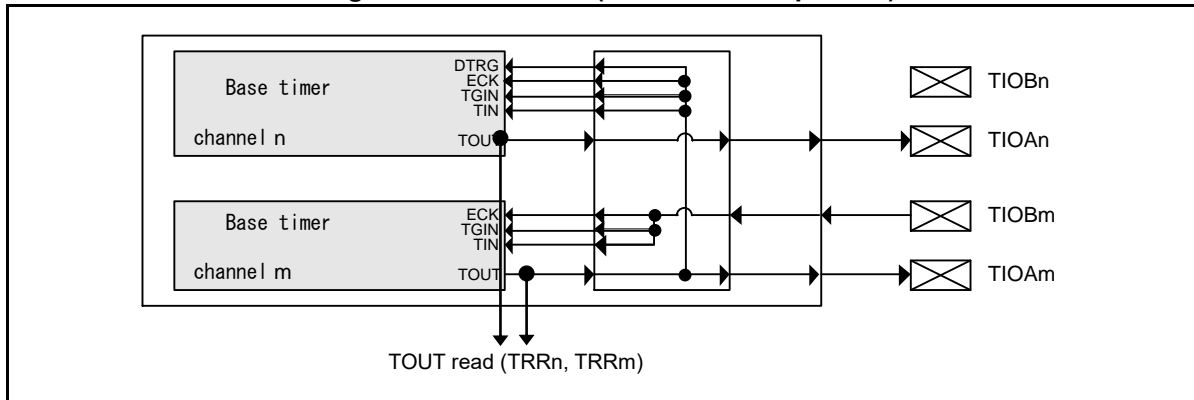 Base timer
channel n
DTRG
ECK
TGIN
TIN
TOUT
TIOBn
TIOAn
Base timer
channel m
ECK
TGIN
TIN
TOUT
TIOBm
TIOAm
TOUT read (TRRn, TRRm)